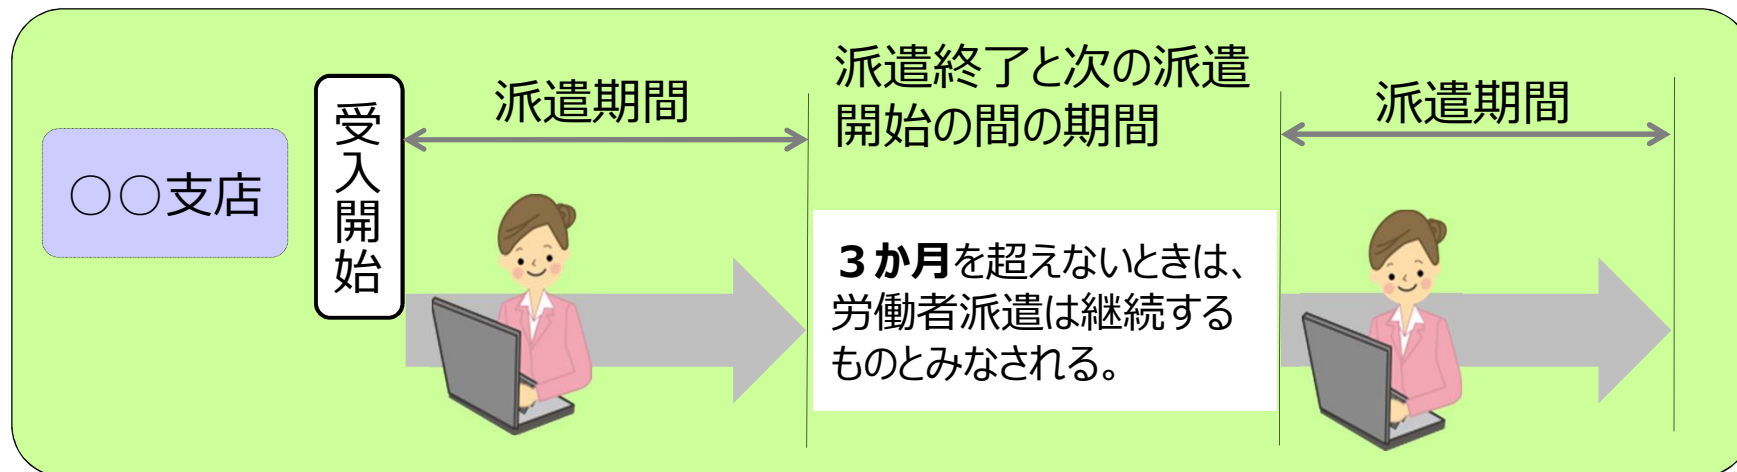 ○○支店
受入開始
派遣期間
派遣終了と次の派遣
開始の間の期間
３か月を超えないときは、
労働者派遣は継続する
ものとみなされる。
派遣期間